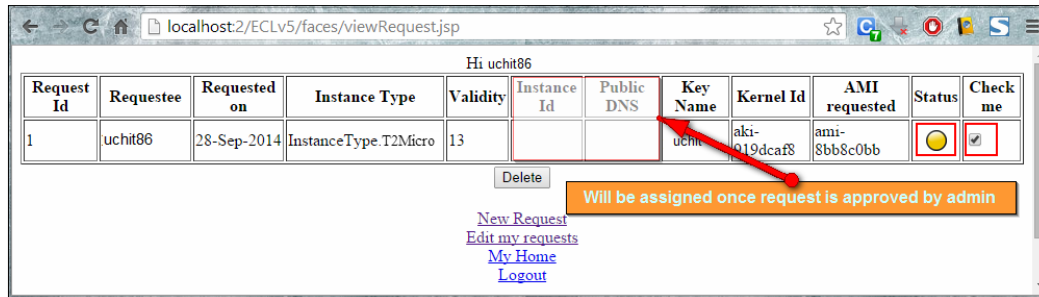 localhost:2/ECLv5/faces/viewRequest.jsp
Hi uchit86
Request Id Requestee Requested on Instance Type Validity Instance Id Public DNS Key Name Kernel Id AMI requested Status Check me
1 uchit86 28-Sep-2014 InstanceType.T2Micro 13 uchit aki-919dcaf8 ami-8bb8c0bb
Delete
Will be assigned once request is approved by admin
New Request
Edit my requests
My Home
Logout